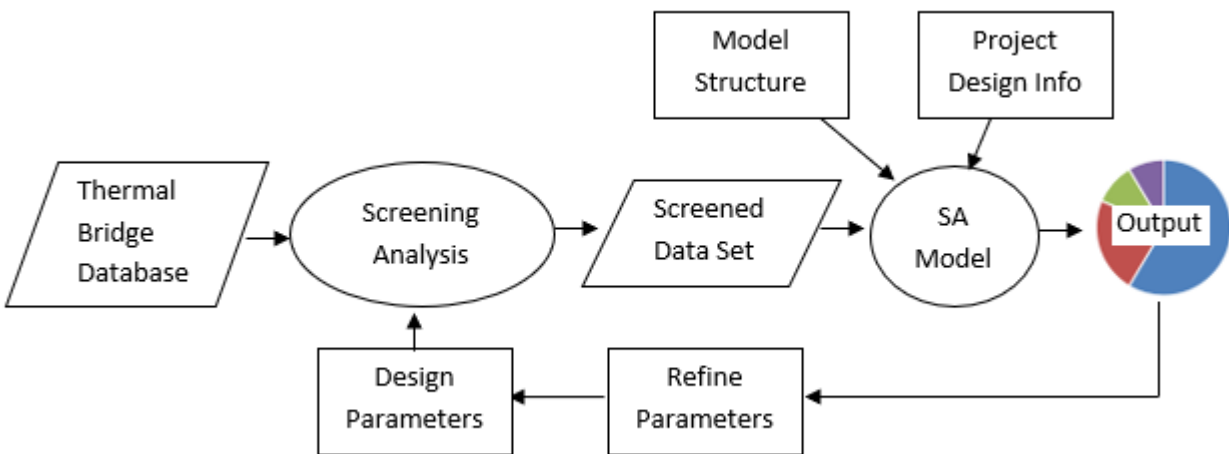 Model
Structure
Project
Design Info
Thermal
Bridge
Database
Screening
Analysis
Screened
Data Set
SA
Model
Output
Design
Parameters
Refine
Parameters